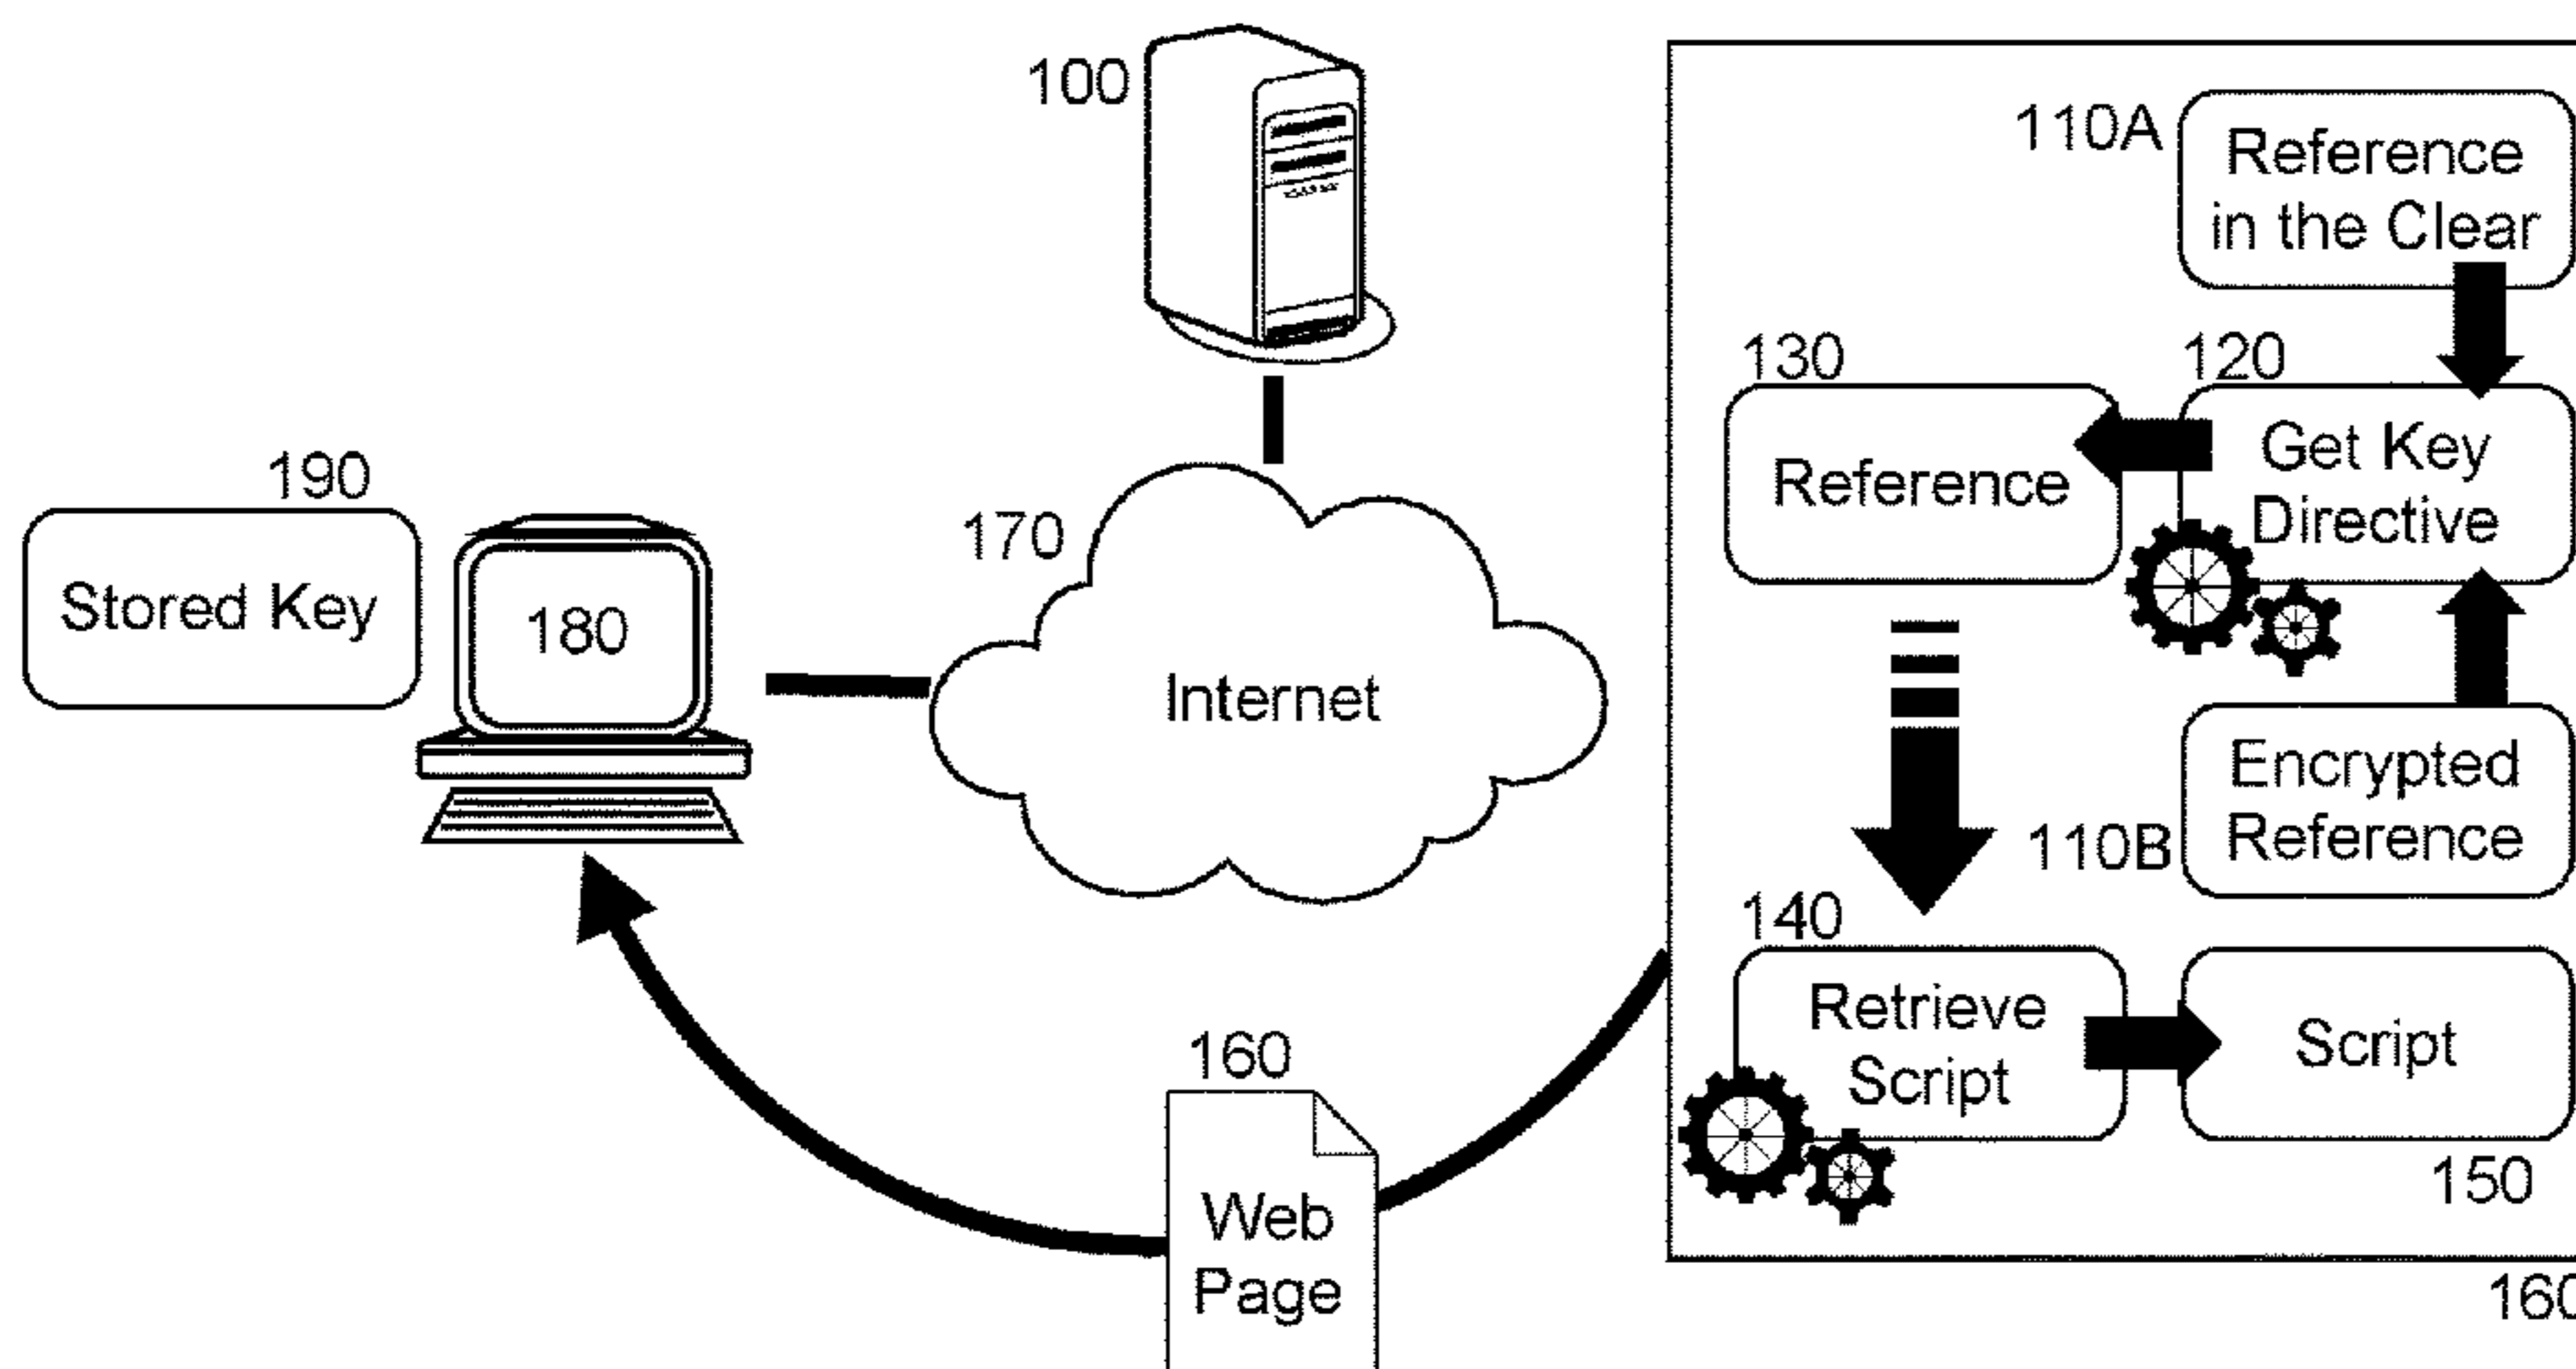 100
110A
Reference
in the Clear
130
120
Reference
Get Key
Directive
190
Stored Key
180
170
Internet
110B
Encrypted
Reference
140
Retrieve
Script
Script
150
160
Web
Page
160